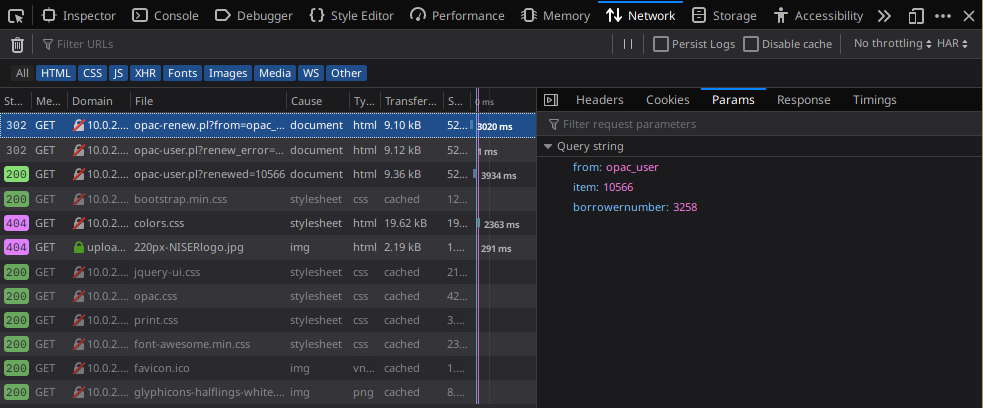 Inspector Console Debugger Style Editor Performance Memory Network Storage Accessibility
Filter URLs Persist Logs Disable cache No throttling HAR
All HTML CSS JS XHR Fonts Images Media WS Other
St... Me... Domain File Cause Ty... Transfer... S... 0 ms Headers Cookies Params Response Timings
302 GET 10.0.2.... opac-renew.pl?from=opac_... document html 9.10 kB 52... 3020 ms
Filter request parameters
302 GET 10.0.2.... opac-user.pl?renew_error=... document html 9.12 kB 52... 1 ms
Query string
200 GET 10.0.2.... opac-user.pl?renewed=10566 document html 9.36 kB 52... 3934 ms
from: opac_user
200 GET 10.0.2.... bootstrap.min.css stylesheet css cached 12...
item: 10566
404 GET 10.0.2.... colors.css stylesheet html 19.62 kB 19... 2363 ms
borrowernumber: 3258
404 GET uploa... 220px-NISERlogo.jpg img html 2.19 kB 1.... 291 ms
200 GET 10.0.2.... jquery-ui.css stylesheet css cached 21...
200 GET 10.0.2.... opac.css stylesheet css cached 42...
200 GET 10.0.2.... print.css stylesheet css cached 3....
200 GET 10.0.2.... font-awesome.min.css stylesheet css cached 23...
200 GET 10.0.2.... favicon.ico img vn... cached 1....
200 GET 10.0.2.... glyphicons-halflings-white.... img png cached 8....